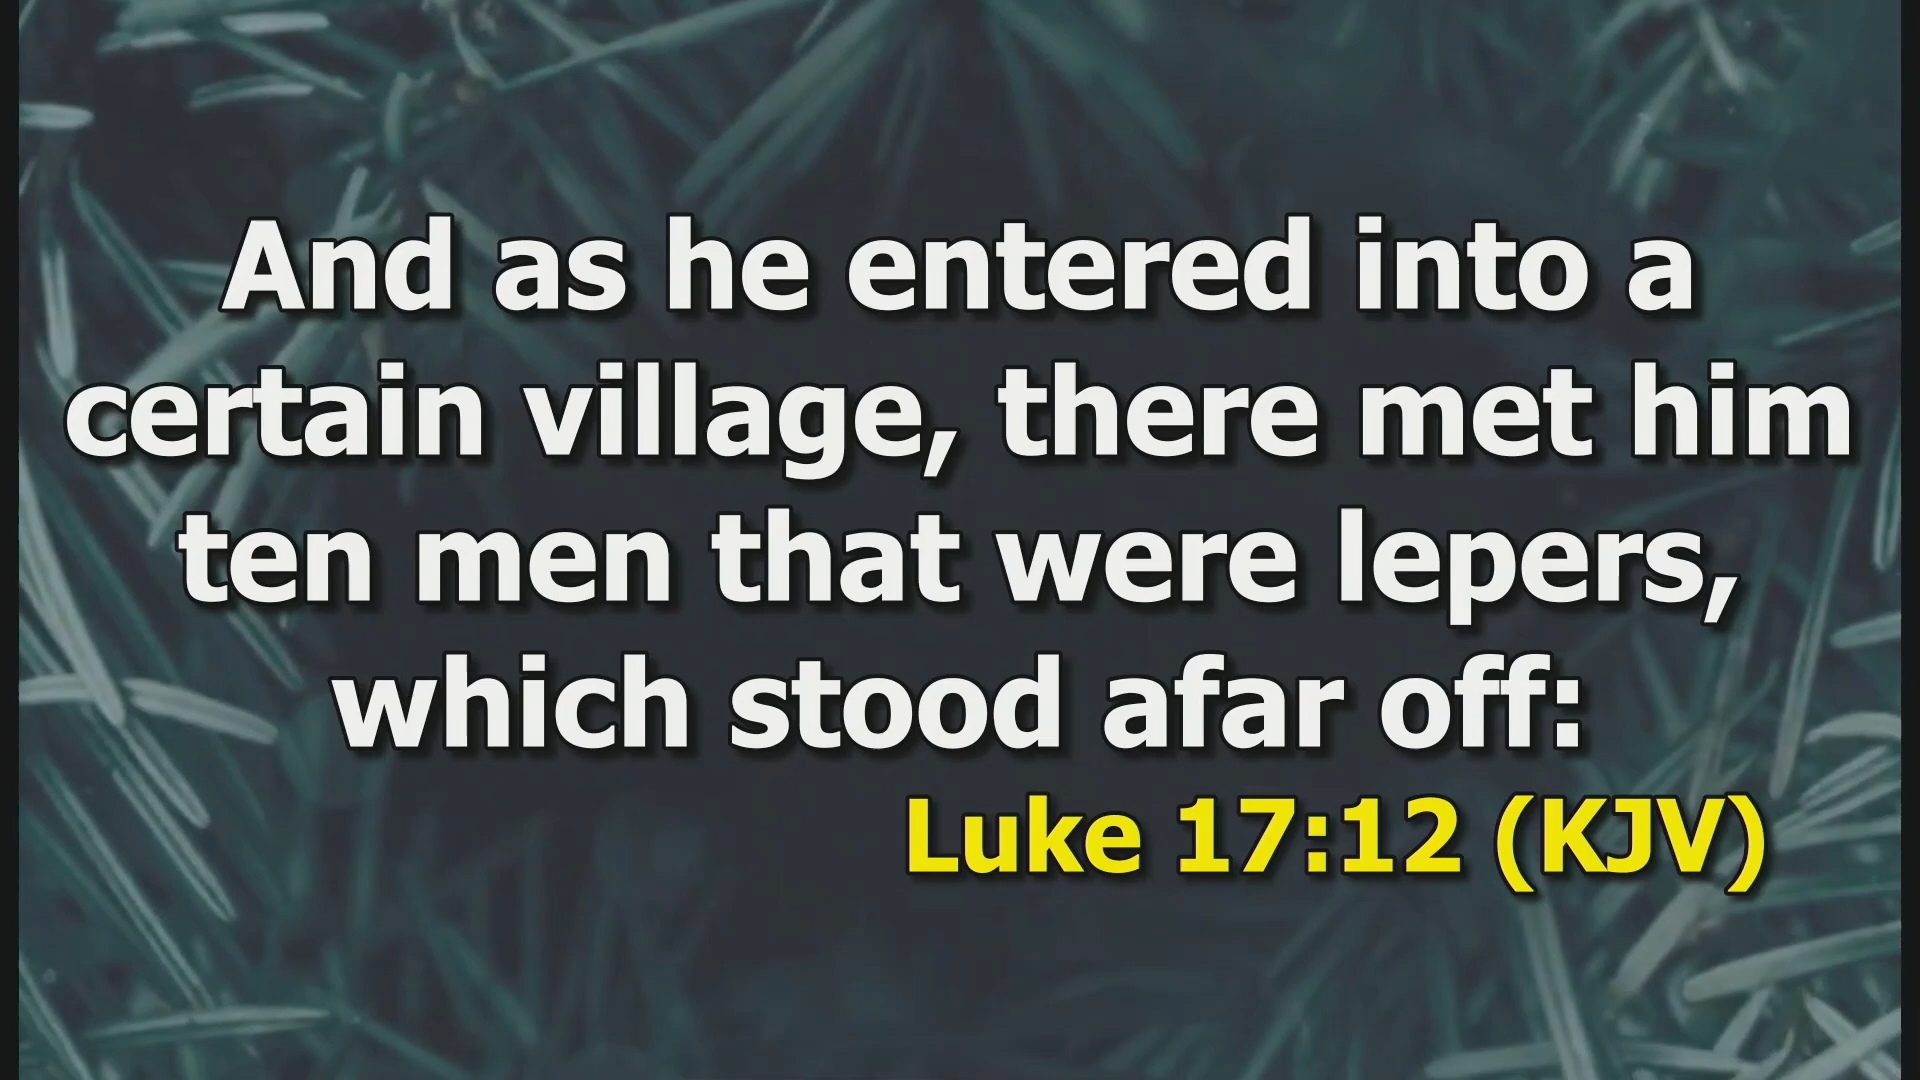 And as he entered into a
certain village, there met him
ten men that were lepers,
which stood afar off:
Luke 17:12 (KJV)